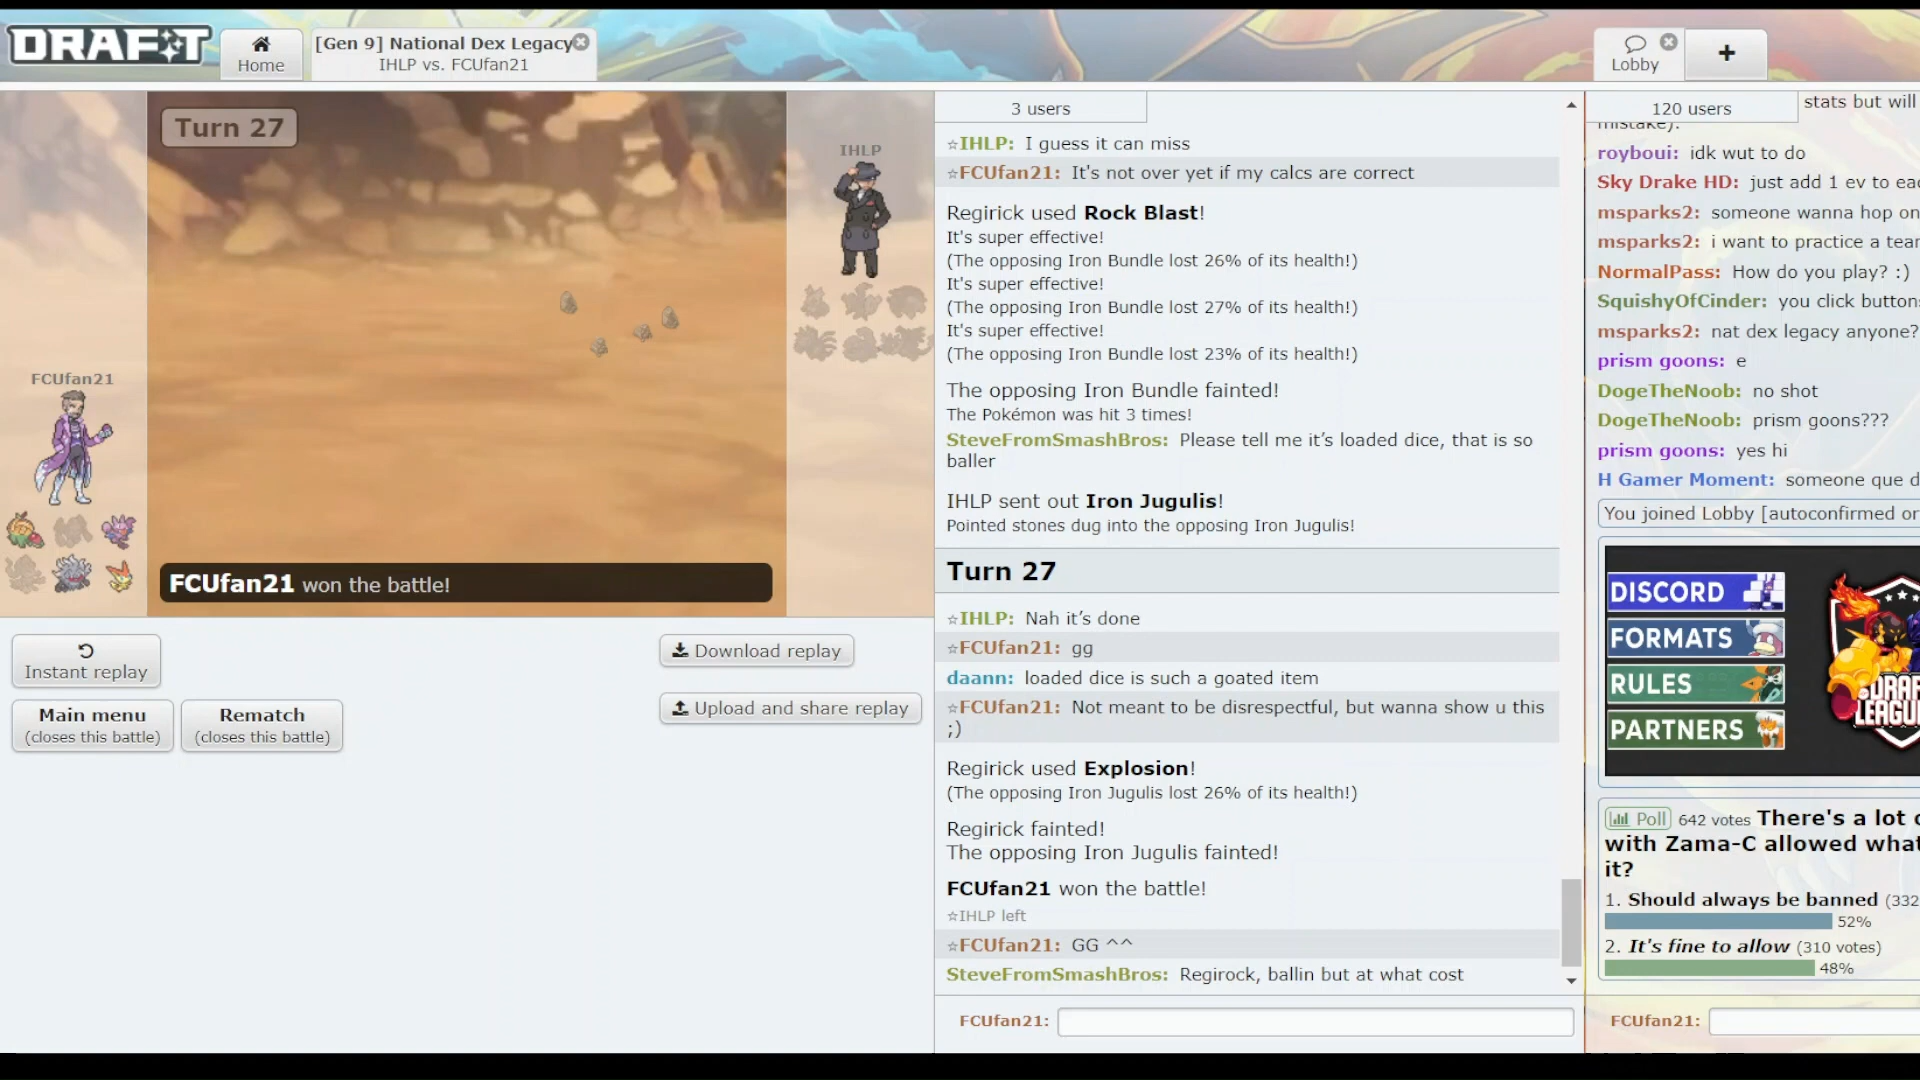 DRAFT
Home
[Gen 9] National Dex Legacy
IHLP vs. FCUfan21
Lobby
+
Turn 27
IHLP
FCUfan21
FCUfan21 won the battle!
Instant replay
Download replay
Main menu
(closes this battle)
Rematch
(closes this battle)
Upload and share replay
3 users
☆IHLP: I guess it can miss
☆FCUfan21: It's not over yet if my calcs are correct
Regirick used Rock Blast!
It's super effective!
(The opposing Iron Bundle lost 26% of its health!)
It's super effective!
(The opposing Iron Bundle lost 27% of its health!)
It's super effective!
(The opposing Iron Bundle lost 23% of its health!)
The opposing Iron Bundle fainted!
The Pokémon was hit 3 times!
SteveFromSmashBros: Please tell me it’s loaded dice, that is so
baller
IHLP sent out Iron Jugulis!
Pointed stones dug into the opposing Iron Jugulis!
Turn 27
☆IHLP: Nah it’s done
☆FCUfan21: gg
daann: loaded dice is such a goated item
☆FCUfan21: Not meant to be disrespectful, but wanna show u this
;)
Regirick used Explosion!
(The opposing Iron Jugulis lost 26% of its health!)
Regirick fainted!
The opposing Iron Jugulis fainted!
FCUfan21 won the battle!
☆IHLP left
☆FCUfan21: GG ^^
SteveFromSmashBros: Regirock, ballin but at what cost
FCUfan21:
120 users
stats but will
mistake).
royboui: idk wut to do
Sky Drake HD: just add 1 ev to eac
msparks2: someone wanna hop on
msparks2: i want to practice a tear
NormalPass: How do you play? :)
SquishyOfCinder: you click buttons
msparks2: nat dex legacy anyone?
prism goons: e
DogeTheNoob: no shot
DogeTheNoob: prism goons???
prism goons: yes hi
H Gamer Moment: someone que d
You joined Lobby [autoconfirmed or
DISCORD
FORMATS
RULES
PARTNERS
DRAF
LEAGU
Poll 642 votes There's a lot o
with Zama-C allowed what
it?
1. Should always be banned (332
52%
2. It's fine to allow (310 votes)
48%
FCUfan21: